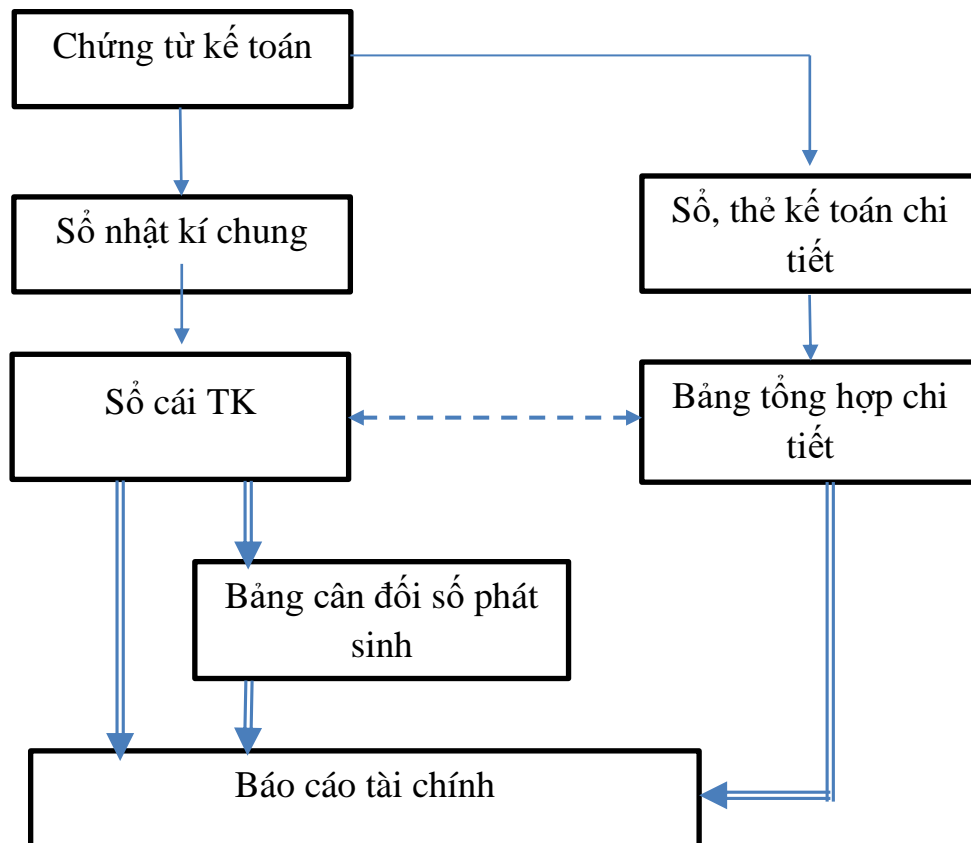 Chứng từ kế toán
Sổ nhật kí chung
Sổ, thẻ kế toán chi
tiết
Sổ cái TK
Bảng tổng hợp chi
tiết
Bảng cân đối số phát
sinh
Báo cáo tài chính